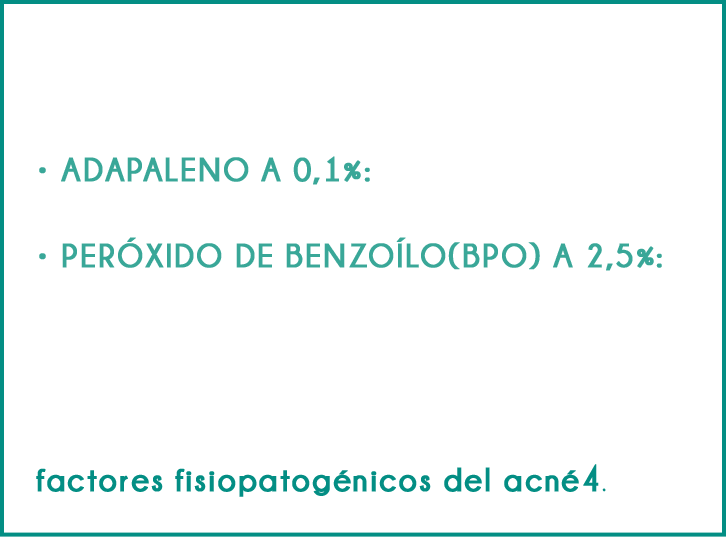 • ADAPALENO A 0,1%:
• PERÓXIDO DE BENZOÍLO(BPO) A 2,5%:
factores fisiopatogénicos del acné4.